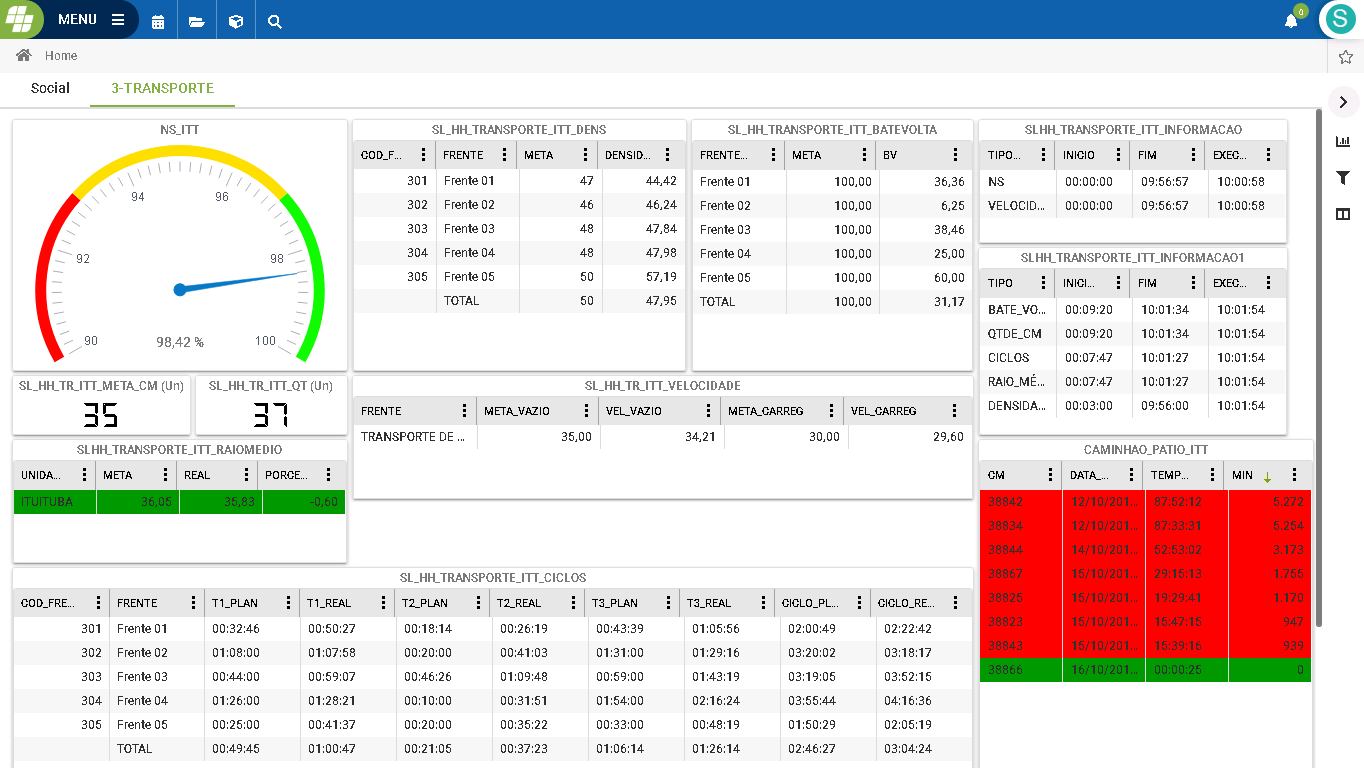 MENU
0
S
Home
Social 3-TRANSPORTE
NS_ITT
90 92 94 96 98 100
98,42 %
SL_HH_TRANSPORTE_ITT_DENS
COD_F... FRENTE META DENSID...
301 Frente 01 47 44,42
302 Frente 02 46 46,24
303 Frente 03 48 47,84
304 Frente 04 48 47,98
305 Frente 05 50 57,19
TOTAL 50 47,95
SL_HH_TRANSPORTE_ITT_BATEVOLTA
FRENTE... META BV
Frente 01 100,00 36,36
Frente 02 100,00 6,25
Frente 03 100,00 38,46
Frente 04 100,00 25,00
Frente 05 100,00 60,00
TOTAL 100,00 31,17
SLHH_TRANSPORTE_ITT_INFORMACAO
TIPO... INICIO FIM EXEC...
NS 00:00:00 09:56:57 10:00:58
VELOCID... 00:00:00 09:56:57 10:00:58
SLHH_TRANSPORTE_ITT_INFORMACAO1
TIPO INICI... FIM EXEC...
BATE_VO... 00:09:20 10:01:34 10:01:54
QTDE_CM 00:09:20 10:01:34 10:01:54
CICLOS 00:07:47 10:01:27 10:01:54
RAIO_MÉ... 00:07:47 10:01:27 10:01:54
DENSIDA... 00:03:00 09:56:00 10:01:54
SL_HH_TR_ITT_META_CM (Un)
35
SL_HH_TR_ITT_QT (Un)
37
SL_HH_TR_ITT_VELOCIDADE
FRENTE META_VAZIO VEL_VAZIO META_CARREG VEL_CARREG
TRANSPORTE DE ... 35,00 34,21 30,00 29,60
SLHH_TRANSPORTE_ITT_RAIOMEDIO
UNIDA... META REAL PORCE...
ITUITUBA 36,05 35,83 -0,60
CAMINHAO_PATIO_ITT
CM DATA_... TEMP... MIN
38842 12/10/201... 87:52:12 5.272
38834 12/10/201... 87:33:31 5.254
38844 14/10/201... 52:53:02 3.173
38867 15/10/201... 29:15:13 1.755
38825 15/10/201... 19:29:41 1.170
38823 15/10/201... 15:47:15 947
38843 15/10/201... 15:39:16 939
38866 16/10/201... 00:00:25 0
SL_HH_TRANSPORTE_ITT_CICLOS
COD_FRE... FRENTE T1_PLAN T1_REAL T2_PLAN T2_REAL T3_PLAN T3_REAL CICLO_PL... CICLO_RE...
301 Frente 01 00:32:46 00:50:27 00:18:14 00:26:19 00:43:39 01:05:56 02:00:49 02:22:42
302 Frente 02 01:08:00 01:07:58 00:20:00 00:41:03 01:31:00 01:29:16 03:20:02 03:18:17
303 Frente 03 00:44:00 00:59:07 00:46:26 01:09:48 00:59:00 01:43:19 03:19:05 03:52:15
304 Frente 04 01:26:00 01:28:21 00:10:00 00:31:51 01:54:00 02:16:24 03:55:44 04:16:36
305 Frente 05 00:25:00 00:41:37 00:20:00 00:35:22 00:33:00 00:48:19 01:50:29 02:05:19
TOTAL 00:49:45 01:00:47 00:21:05 00:37:23 01:06:14 01:26:14 02:46:27 03:04:24